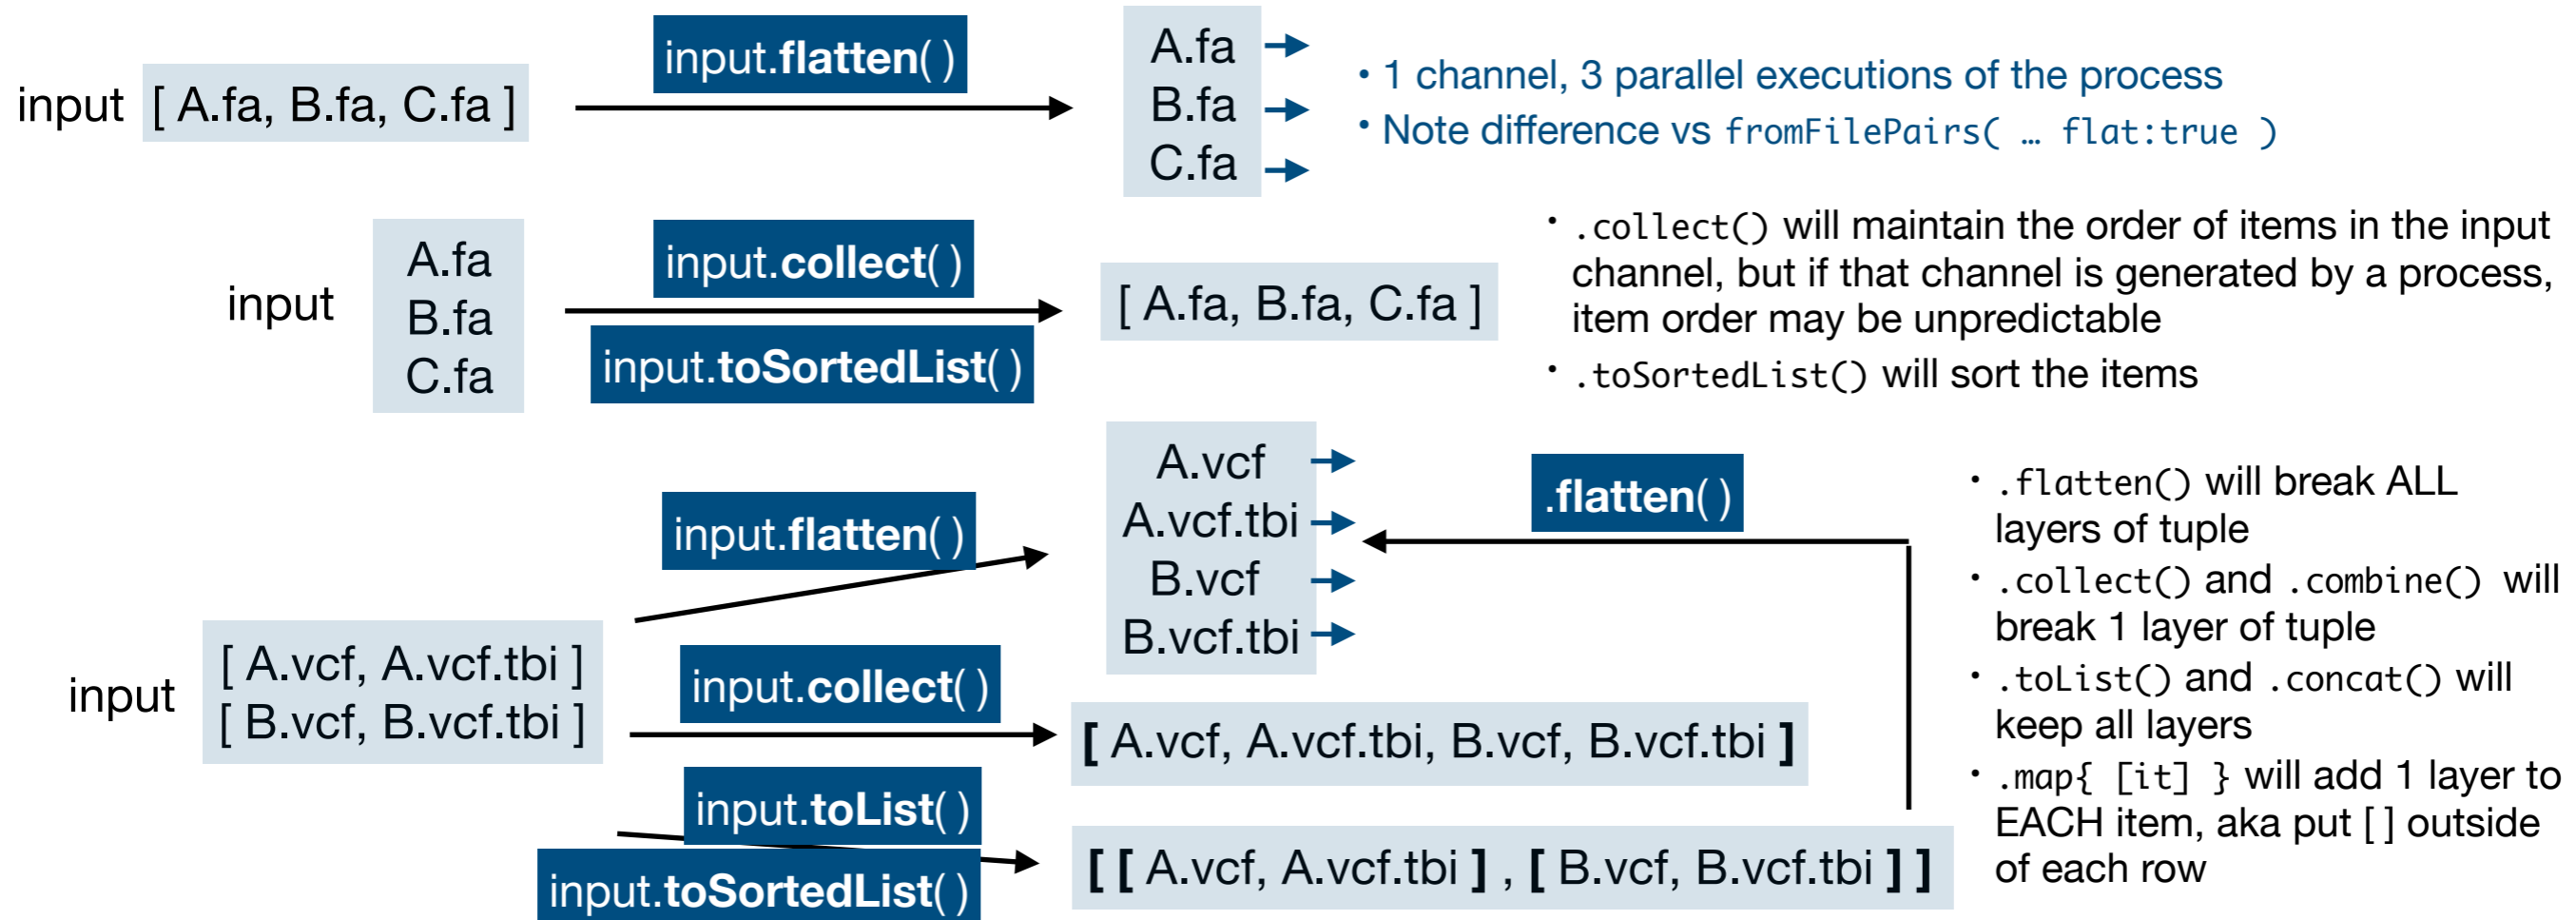 input.flatten( )
input [ A.fa, B.fa, C.fa ]
A.fa
B.fa
C.fa
• 1 channel, 3 parallel executions of the process
• Note difference vs fromFilePairs( … flat:true )
input
A.fa
B.fa
C.fa
input.collect( )
input.toSortedList( )
[ A.fa, B.fa, C.fa ]
• .collect() will maintain the order of items in the input
channel, but if that channel is generated by a process,
item order may be unpredictable
• .toSortedList() will sort the items
input
[ A.vcf, A.vcf.tbi ]
[ B.vcf, B.vcf.tbi ]
input.flatten( )
A.vcf
A.vcf.tbi
B.vcf
B.vcf.tbi
.flatten( )
input.collect( )
[ A.vcf, A.vcf.tbi, B.vcf, B.vcf.tbi ]
input.toList( )
input.toSortedList( )
[ [ A.vcf, A.vcf.tbi ] , [ B.vcf, B.vcf.tbi ] ]
• .flatten() will break ALL
layers of tuple
• .collect() and .combine() will
break 1 layer of tuple
• .toList() and .concat() will
keep all layers
• .map{ [it] } will add 1 layer to
EACH item, aka put [ ] outside
of each row